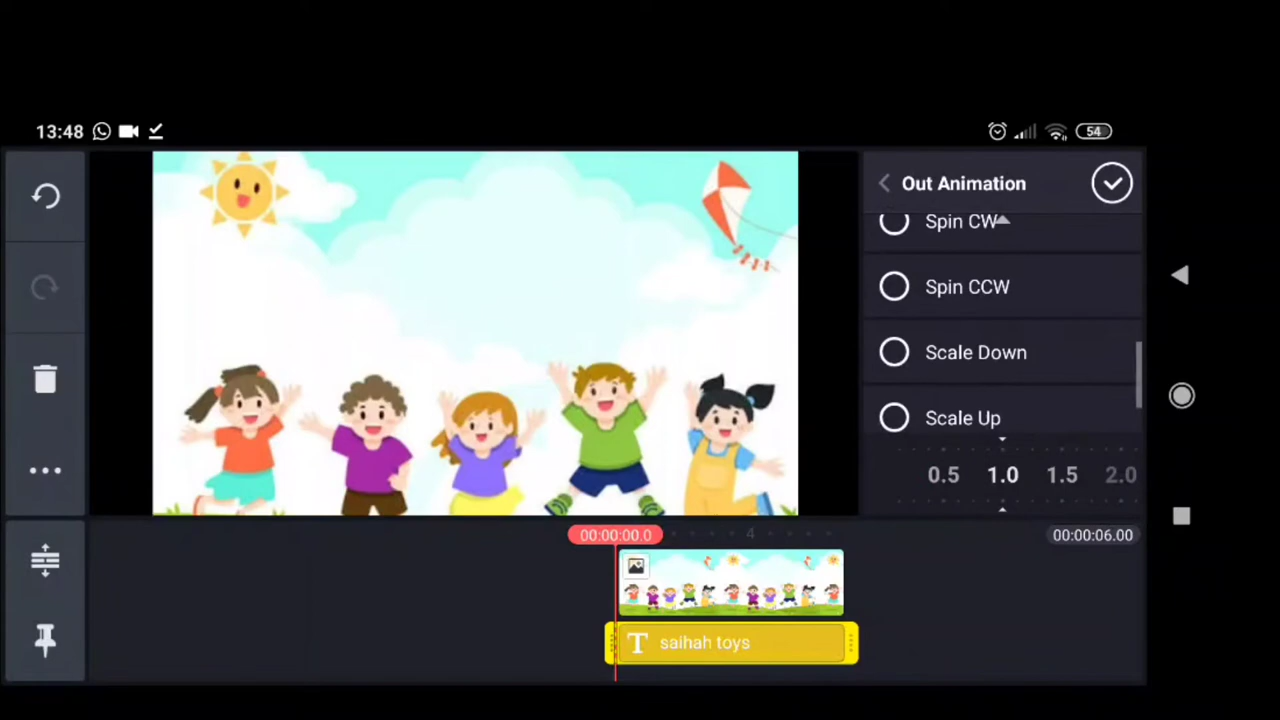 13:48
54
Out Animation
Spin CW
Spin CCW
Scale Down
Scale Up
0.5 1.0 1.5 2.0
00:00:00.0
4
00:00:06.00
T saihah toys